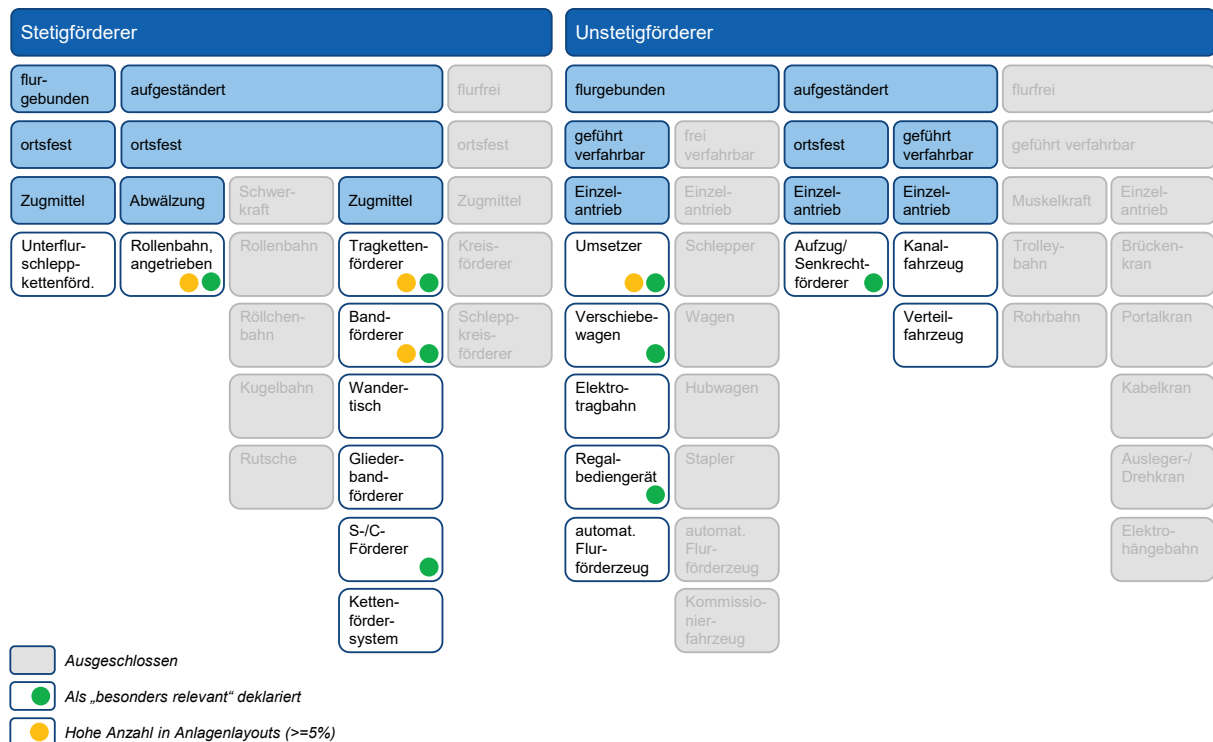 Stetigförderer
Unstetigförderer
flur-
gebunden
aufgeständert
flurfrei
flurgebunden
aufgeständert
flurfrei
ortsfest
ortsfest
ortsfest
geführt
verfahrbar
frei
verfahrbar
ortsfest
geführt
verfahrbar
geführt verfahrbar
Zugmittel
Abwälzung
Schwer-
kraft
Zugmittel
Zugmittel
Einzel-
antrieb
Einzel-
antrieb
Einzel-
antrieb
Einzel-
antrieb
Muskelkraft
Einzel-
antrieb
Unterflur-
schlepp-
kettenförd.
Rollenbahn,
angetrieben
Rollenbahn
Tragketten-
förderer
Kreis-
förderer
Umsetzer
Schlepper
Aufzug/
Senkrecht-
förderer
Kanal-
fahrzeug
Trolley-
bahn
Brücken-
kran
Röllchen-
bahn
Band-
förderer
Schlepp-
kreis-
förderer
Verschiebe-
wagen
Wagen
Verteil-
fahrzeug
Rohrbahn
Portalkran
Kugelbahn
Wander-
tisch
Elektro-
tragbahn
Hubwagen
Kabelkran
Rutsche
Glieder-
band-
förderer
Regal-
bediengerät
Stapler
Ausleger-/
Drehkran
S-/C-
Förderer
automat.
Flur-
förderzeug
automat.
Flur-
förderzeug
Elektro-
hängebahn
Ketten-
förder-
system
Kommissio-
nier-
fahrzeug
Ausgeschlossen
Als „besonders relevant“ deklariert
Hohe Anzahl in Anlagenlayouts (>=5%)